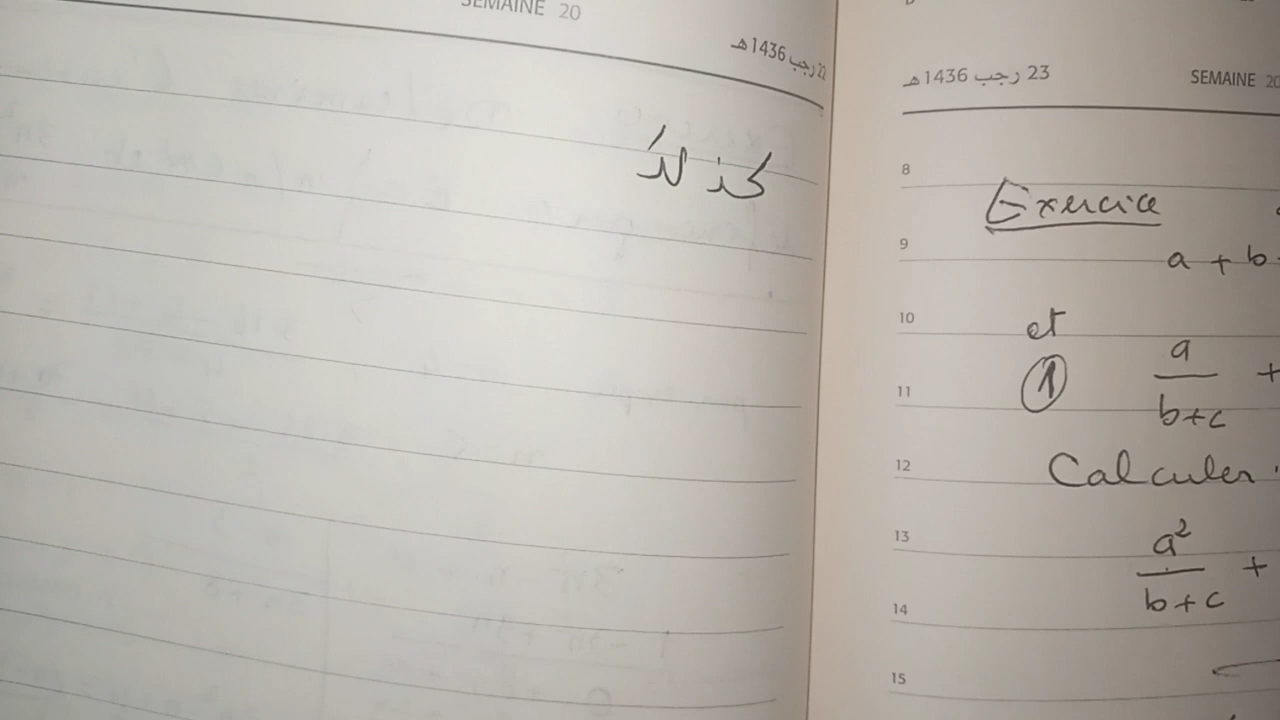 SEMAINE 20
22 رجب 1436 هـ
كذلك
23 رجب 1436 هـ
SEMAINE 20
8
Exercice
9
a + b
10
et
11
① a/b+c +
12
Calculer
13
a²/b+c +
14
15